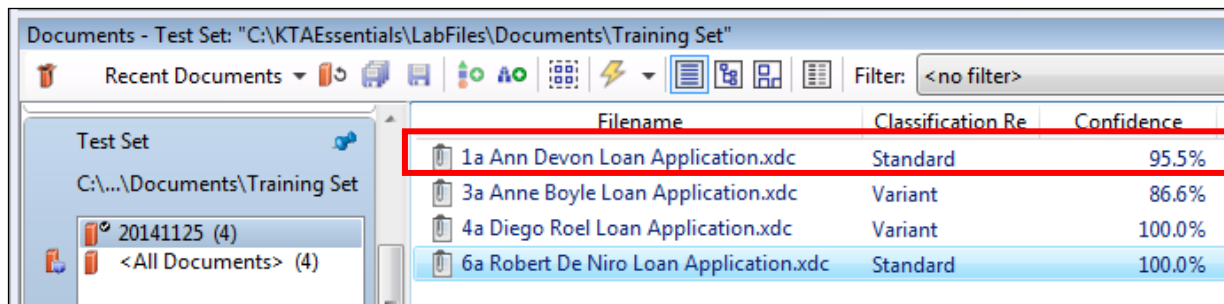 Documents - Test Set: "C:\KTAEssentials\LabFiles\Documents\Training Set"
Recent Documents Filter: <no filter>
Test Set
C:\...\Documents\Training Set
20141125 (4)
<All Documents> (4)
Filename Classification Re Confidence
1a Ann Devon Loan Application.xdc Standard 95.5%
3a Anne Boyle Loan Application.xdc Variant 86.6%
4a Diego Roel Loan Application.xdc Variant 100.0%
6a Robert De Niro Loan Application.xdc Standard 100.0%